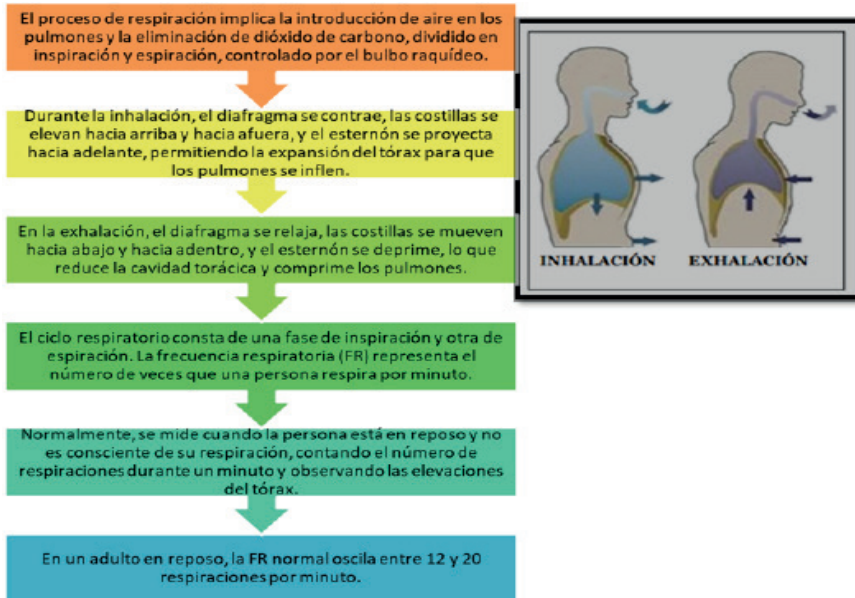 El proceso de respiración implica la introducción de aire en los
pulmones y la eliminación de dióxido de carbono, dividido en
inspiración y espiración, controlado por el bulbo raquídeo.
Durante la inhalación, el diafragma se contrae, las costillas se
elevan hacia arriba y hacia afuera, y el esternón se proyecta
hacia adelante, permitiendo la expansión del tórax para que
los pulmones se inflen.
En la exhalación, el diafragma se relaja, las costillas se mueven
hacia abajo y hacia adentro, y el esternón se deprime, lo que
reduce la cavidad torácica y comprime los pulmones.
El ciclo respiratorio consta de una fase de inspiración y otra de
espiración. La frecuencia respiratoria (FR) representa el
número de veces que una persona respira por minuto.
Normalmente, se mide cuando la persona está en reposo y no
es consciente de su respiración, contando el número de
respiraciones durante un minuto y observando las elevaciones
del tórax.
En un adulto en reposo, la FR normal oscila entre 12 y 20
respiraciones por minuto.
INHALACIÓN
EXHALACIÓN